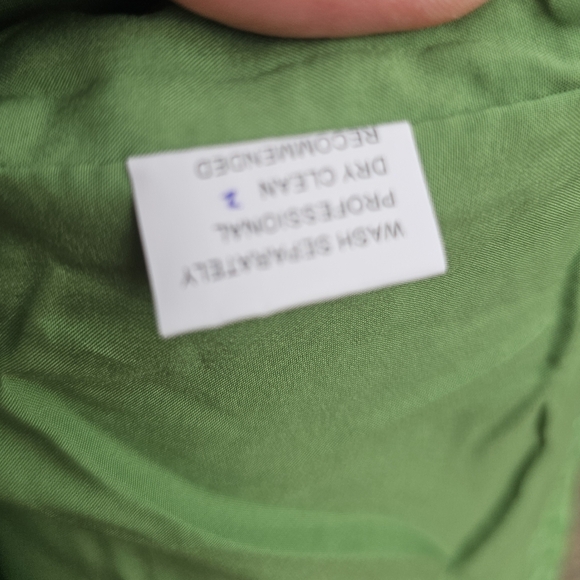 WASH SEPARATELY
PROFESSIONAL
DRY CLEAN
RECOMMENDED